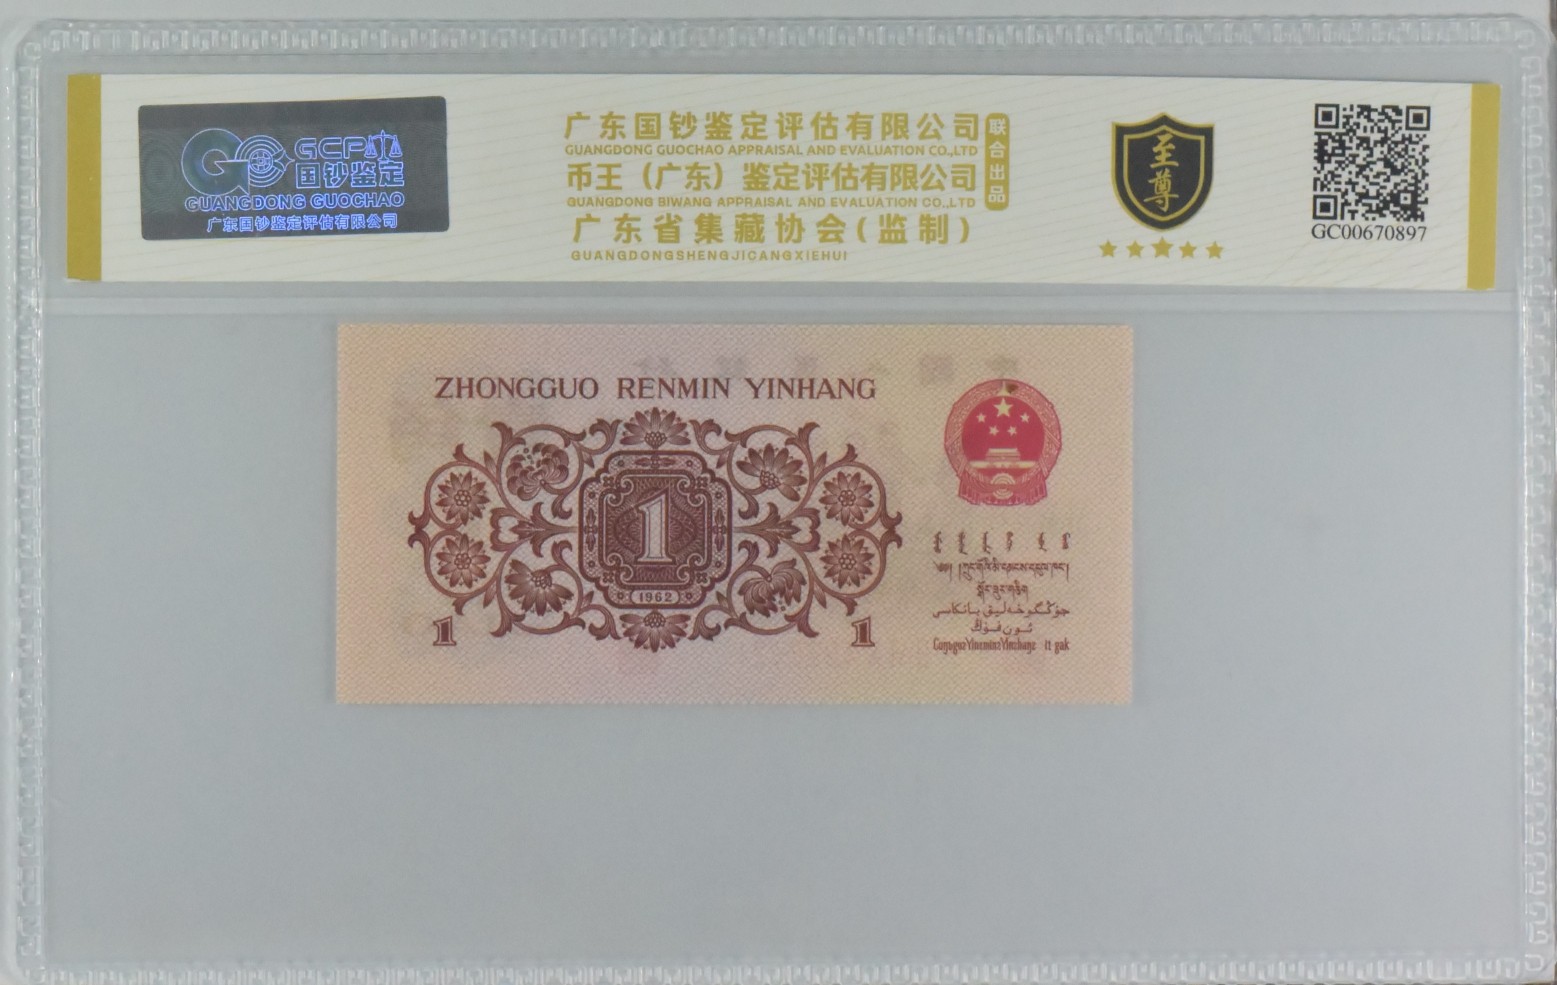 GCP
国钞鉴定
GUANGDONG GUOCHAO
广东国钞鉴定评估有限公司
广东国钞鉴定评估有限公司
GUANGDONG GUOCHAO APPRAISAL AND EVALUATION CO.,LTD
币王（广东）鉴定评估有限公司
GUANGDONG BIWANG APPRAISAL AND EVALUATION CO.,LTD
联合出品
广东省集藏协会(监制)
GUANGDONGSHENGJICANGXIEHUI
至尊
GC00670897
ZHONGGUO RENMIN YINHANG
1
1962
1
1
جۇڭگو خەلىق بانكىسى